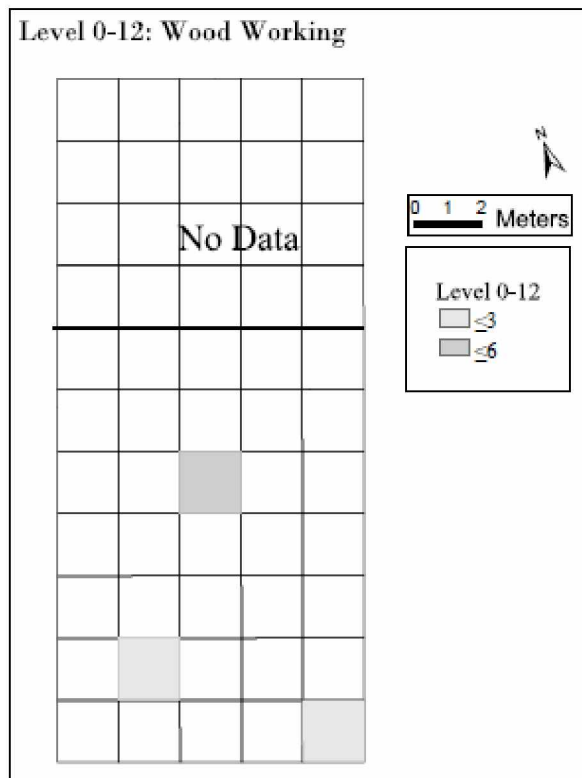 Level 0-12: Wood Working
N
0 1 2
Meters
No Data
Level 0-12
≤3
≤6